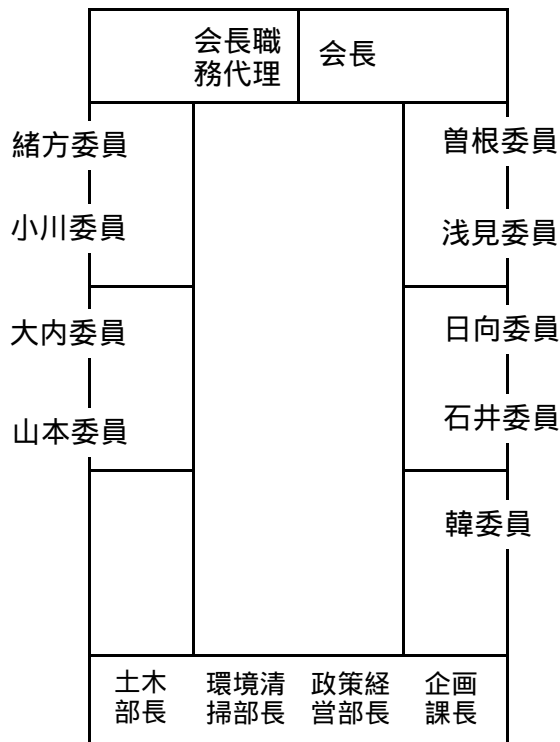 会長職
務代理
会長
緒方委員
曽根委員
小川委員
浅見委員
大内委員
日向委員
山本委員
石井委員
韓委員
土木
部長
環境清
掃部長
政策経
営部長
企画
課長